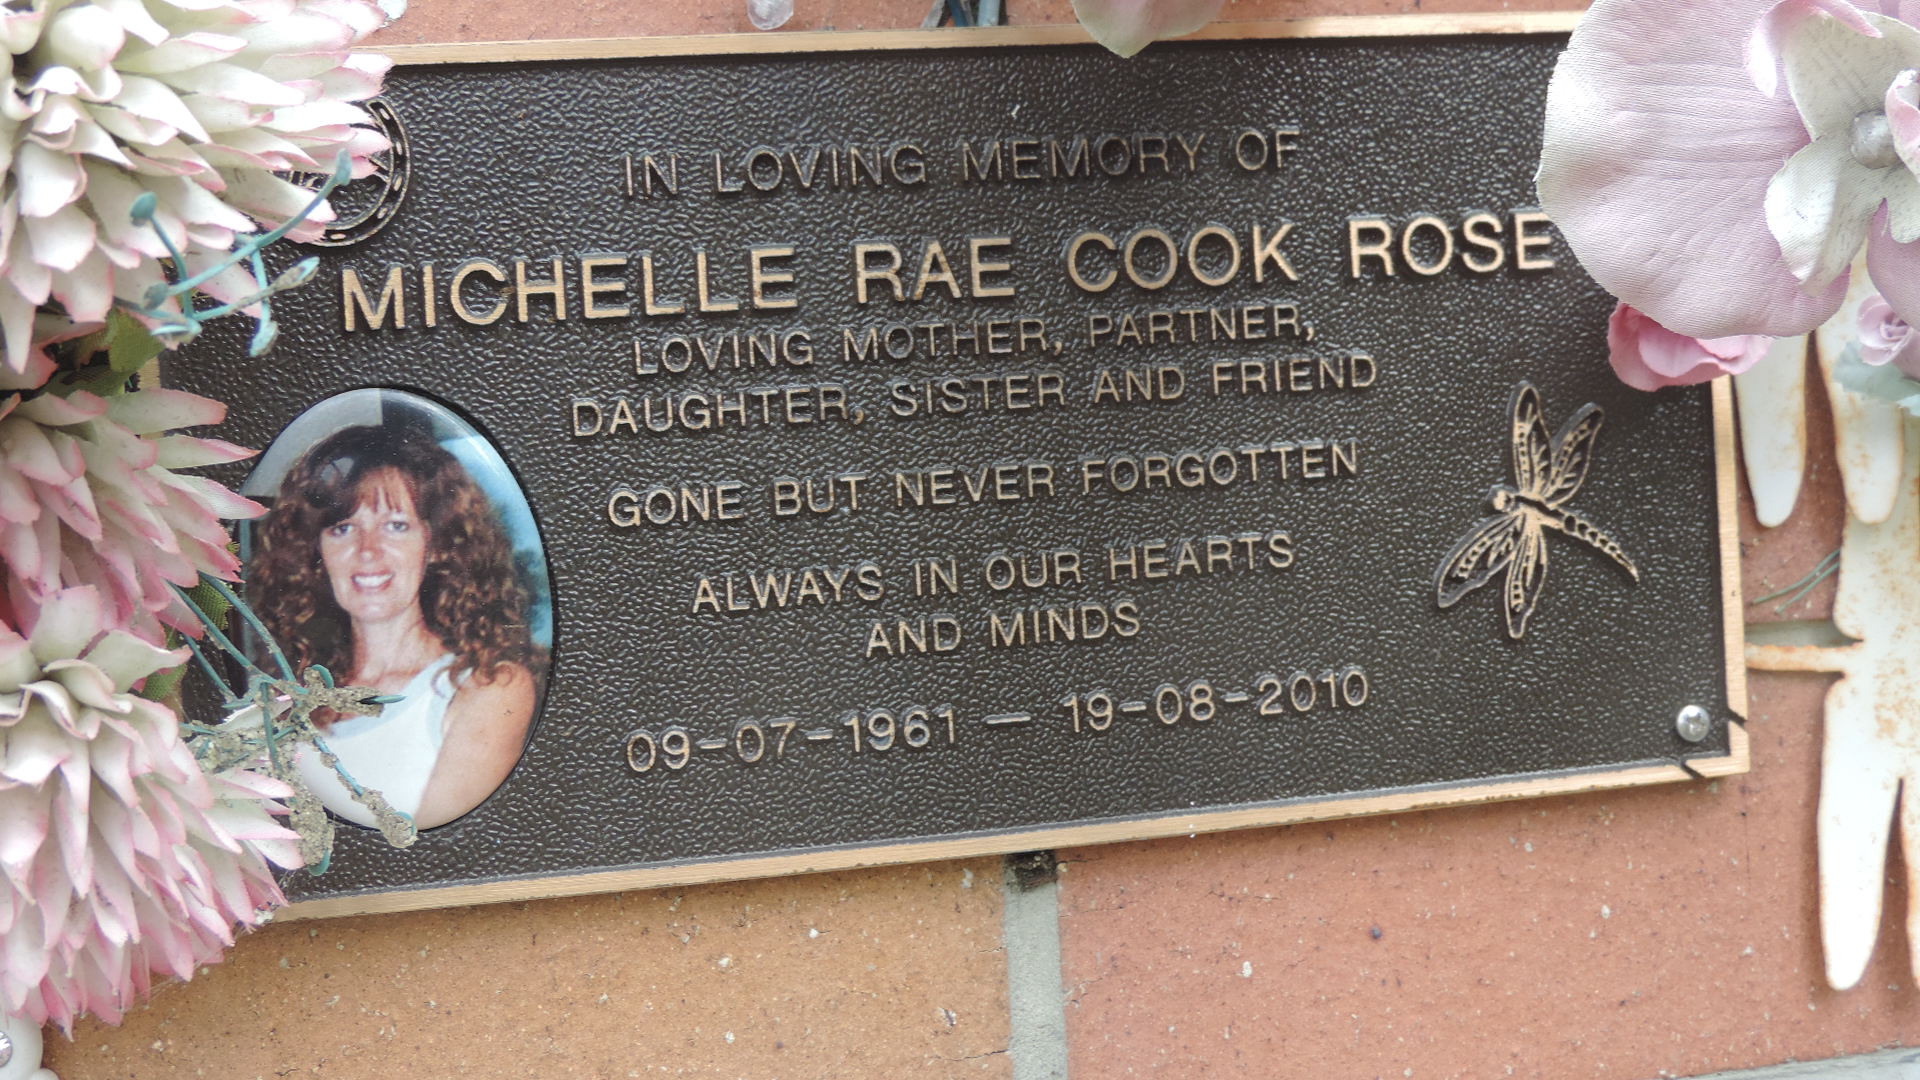 IN LOVING MEMORY OF
MICHELLE RAE COOK ROSE
LOVING MOTHER, PARTNER,
DAUGHTER, SISTER AND FRIEND
GONE BUT NEVER FORGOTTEN
ALWAYS IN OUR HEARTS
AND MINDS
09-07-1961 — 19-08-2010